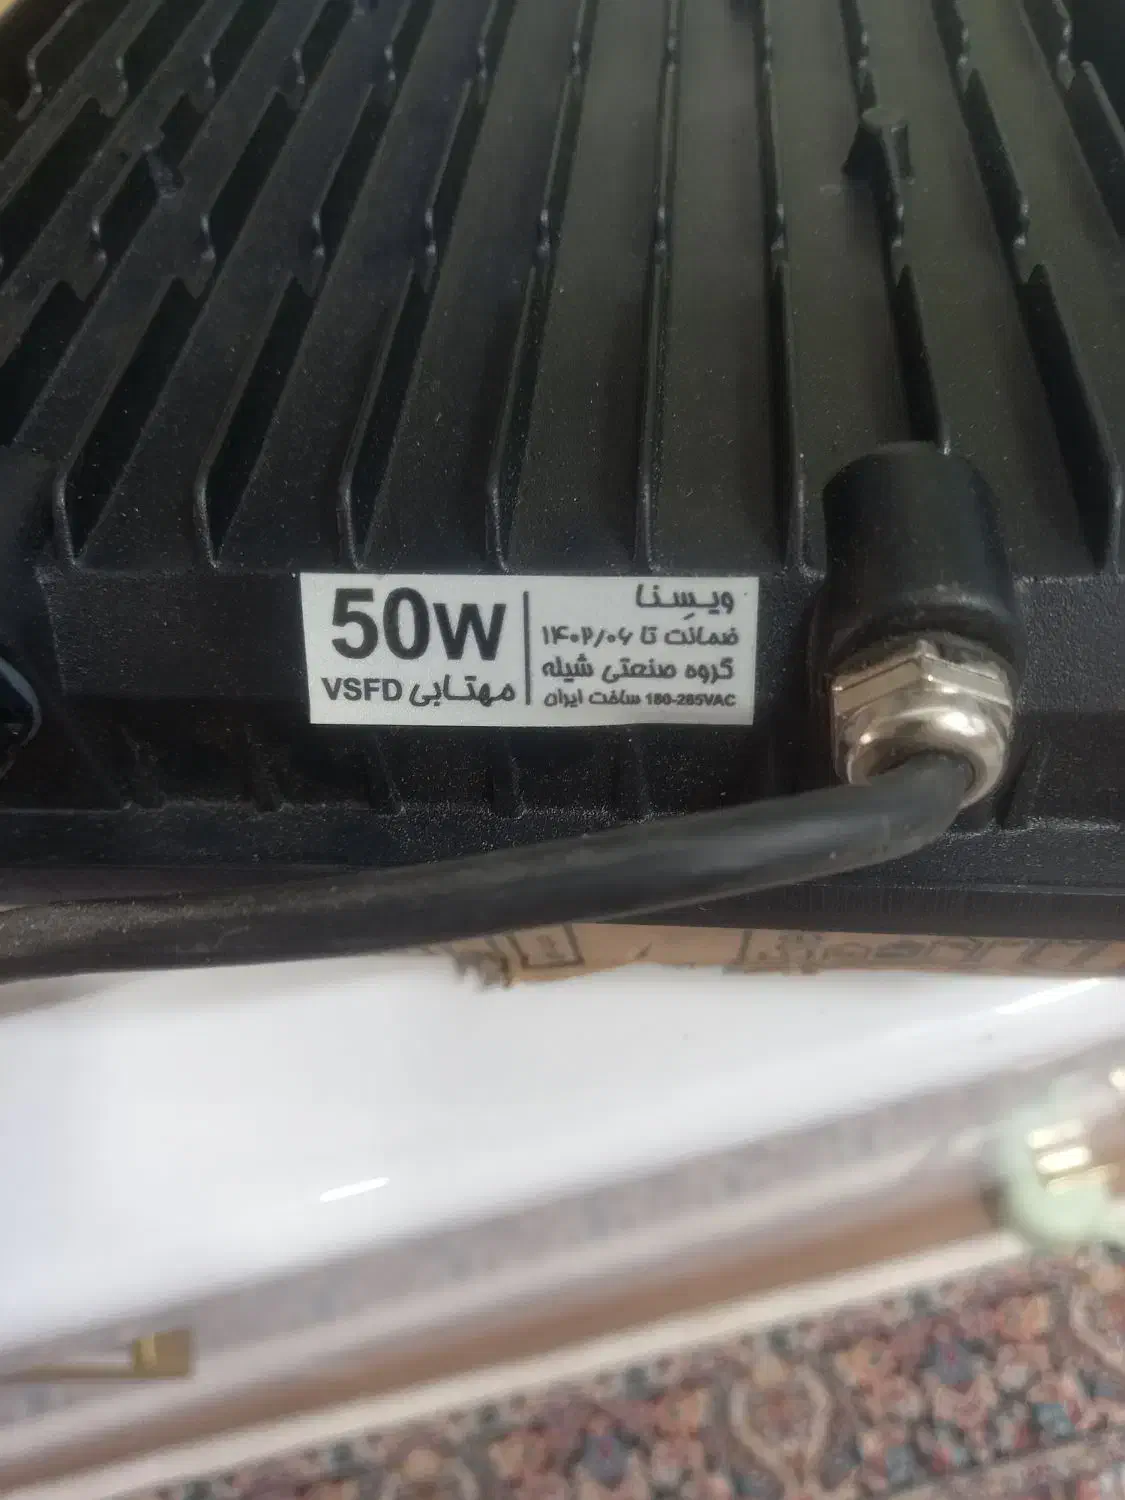 50W
VSFD مهتابی
ویسنا
ضمانت تا ۱۴۰۲/۰۶
گروه صنعتی شیله
180-265VAC ساخت ایران